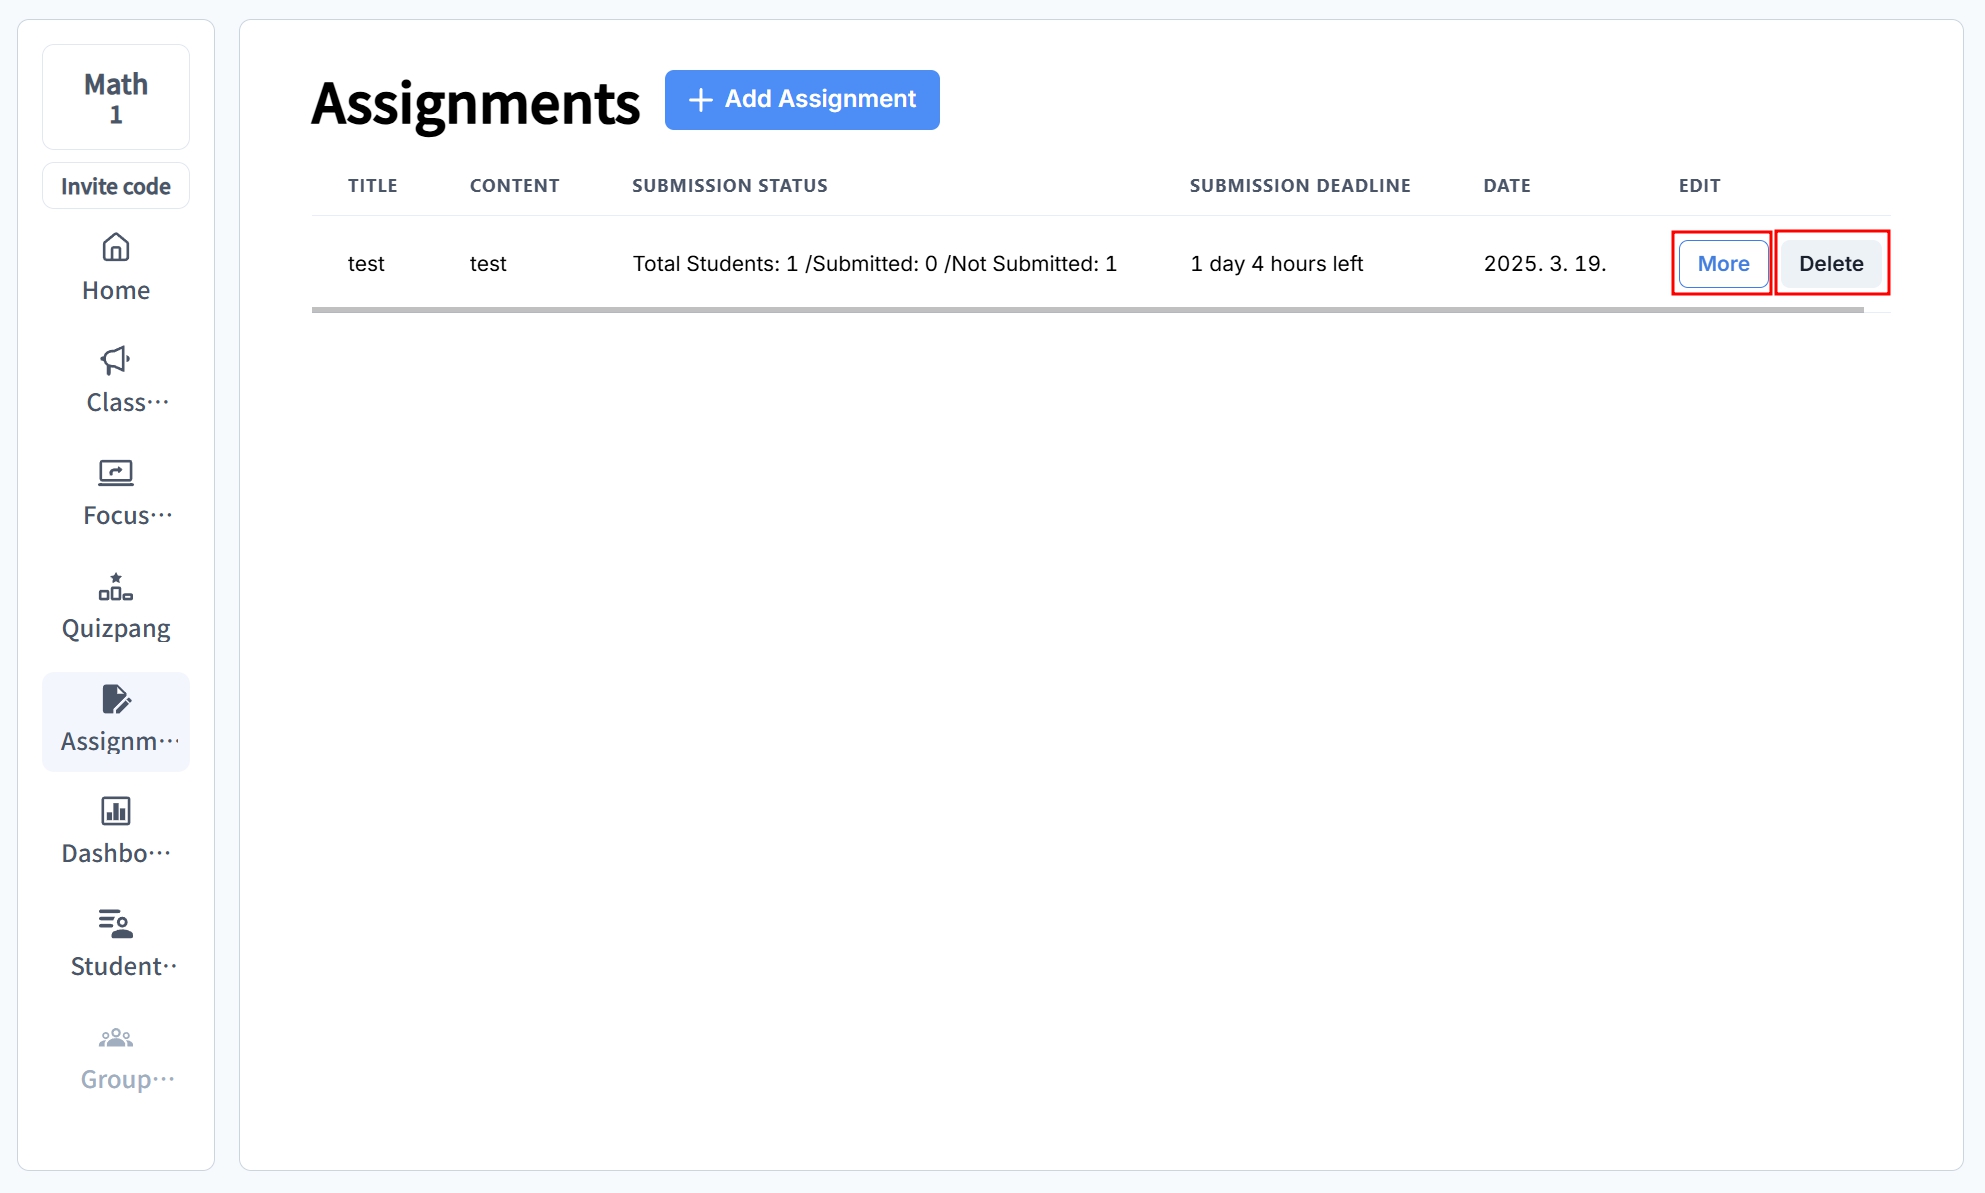 Math
1
Invite code
Home
Class···
Focus···
Quizpang
Assignm···
Dashbo···
Student··
Group···
Assignments
+ Add Assignment
TITLE CONTENT SUBMISSION STATUS SUBMISSION DEADLINE DATE EDIT
test test Total Students: 1 /Submitted: 0 /Not Submitted: 1 1 day 4 hours left 2025. 3. 19. More Delete